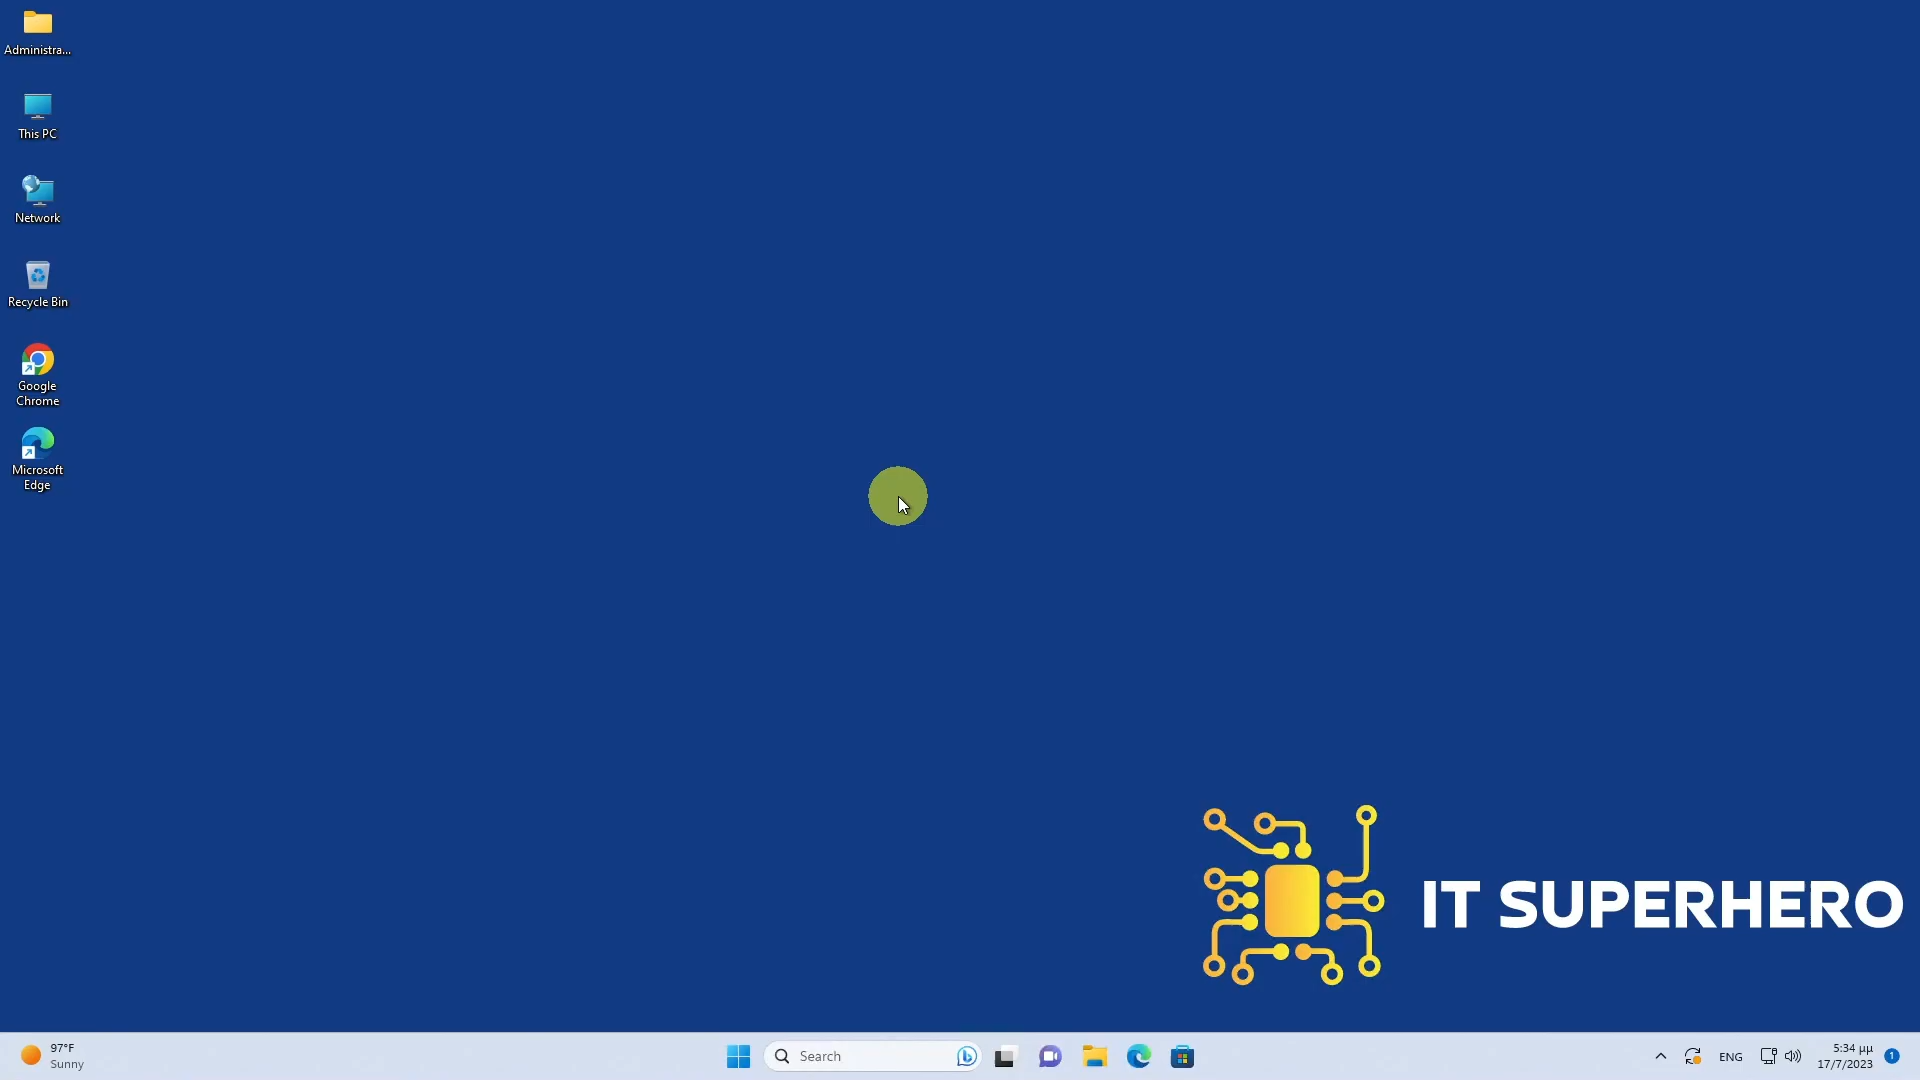 Administra...
This PC
Network
Recycle Bin
Google
Chrome
Microsoft
Edge
IT SUPERHERO
97°F
Sunny
Search
ENG
5:34 μμ
17/7/2023
1